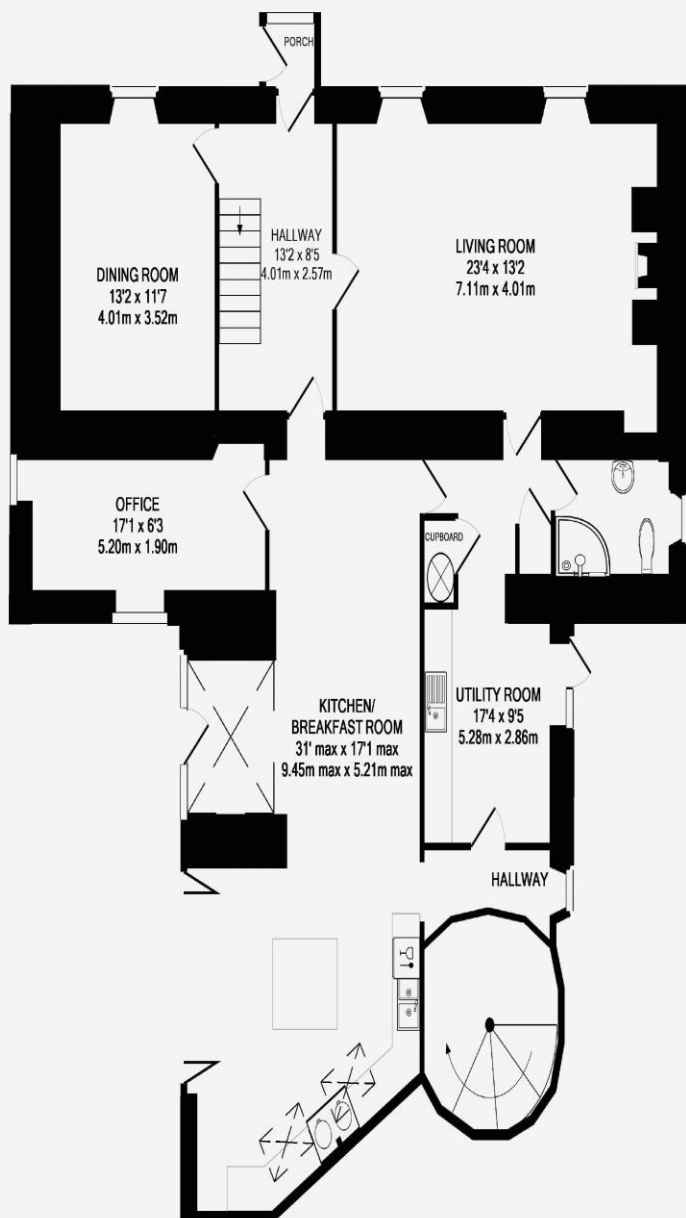 PORCH
HALLWAY
13'2 x 8'5
4.01m x 2.57m
LIVING ROOM
23'4 x 13'2
7.11m x 4.01m
DINING ROOM
13'2 x 11'7
4.01m x 3.52m
OFFICE
17'1 x 6'3
5.20m x 1.90m
CUPBOARD
KITCHEN/
BREAKFAST ROOM
31' max x 17'1 max
9.45m max x 5.21m max
UTILITY ROOM
17'4 x 9'5
5.28m x 2.86m
HALLWAY